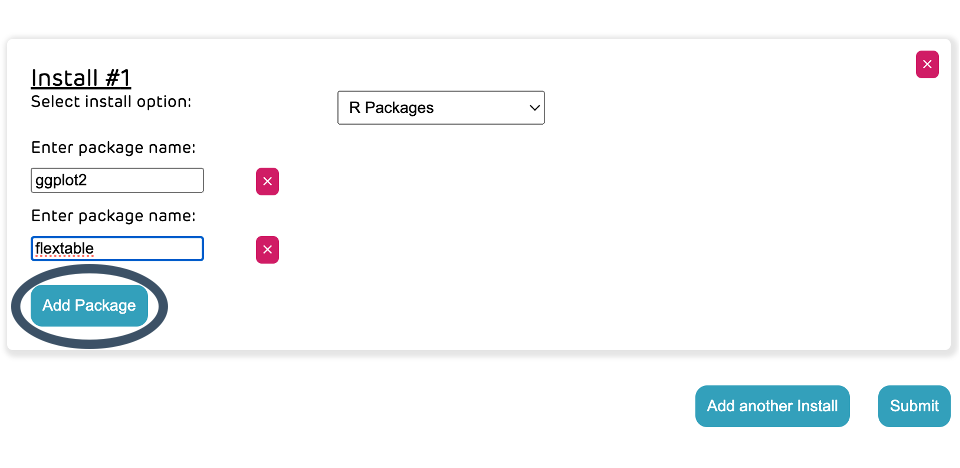 Install #1
Select install option:
R Packages
Enter package name:
ggplot2
Enter package name:
flextable
Add Package
Add another Install
Submit